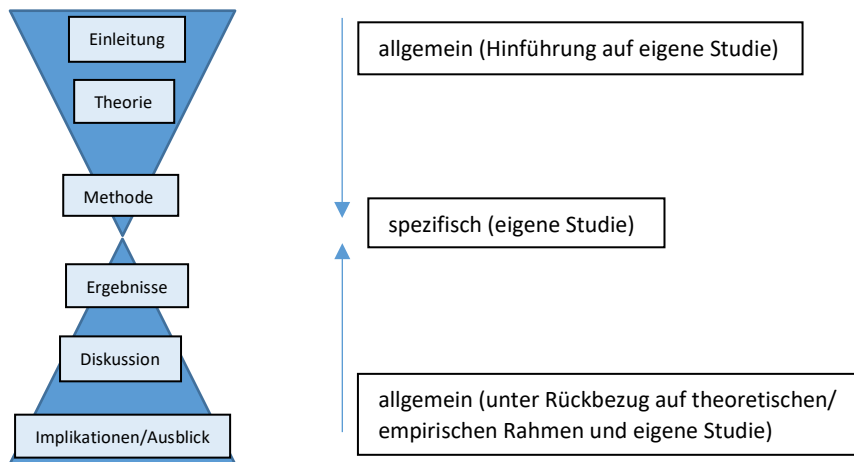 Einleitung
allgemein (Hinführung auf eigene Studie)
Theorie
Methode
spezifisch (eigene Studie)
Ergebnisse
Diskussion
allgemein (unter Rückbezug auf theoretischen/
empirischen Rahmen und eigene Studie)
Implikationen/Ausblick